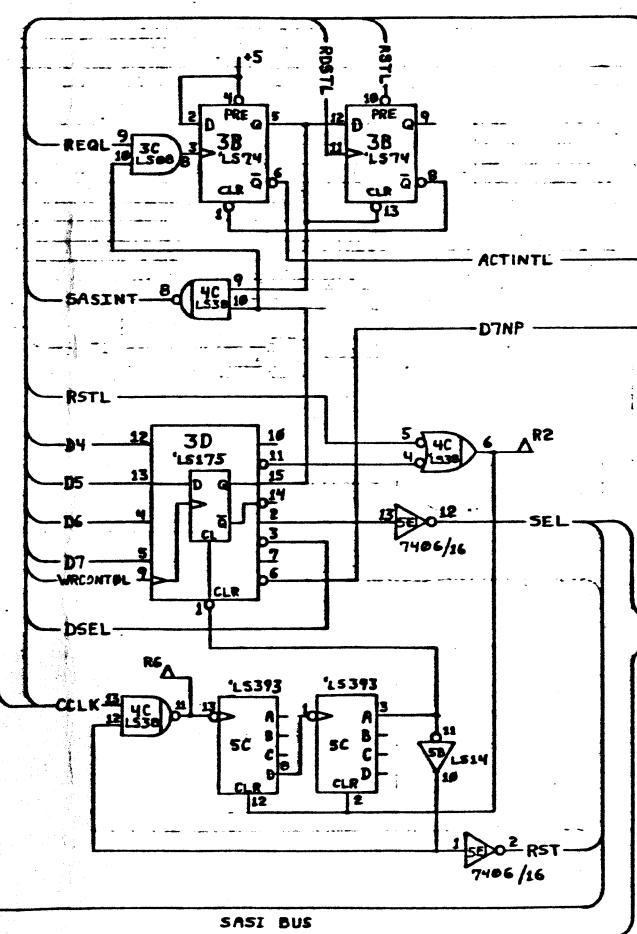 +5
RDSTL
RSTL
4
10
PRE
PRE
2
D
Q
5
12
D
Q
9
REQL
9
10
3C
LS08
8
3
3B
'LS74
11
3B
'LS74
6
Q
8
Q
CLR
1
CLR
13
ACTINTL
SASINT
8
4C
LS38
9
10
D7NP
RSTL
5
4
4C
'LS38
6
R2
D4
12
3D
'LS175
10
11
D5
13
D
Q
15
14
D6
4
Q
2
13
5E
12
SEL
7406/16
CL
3
D7
5
7
WRCONTOL
9
6
CLR
1
DSEL
R6
'LS393
'LS393
CCLK
13
12
4C
LS38
11
13
A
B
C
D
5C
8
CLR
12
1
A
B
C
D
5C
3
CLR
2
11
5B
LS14
10
1
5E
2
RST
7406/16
SASI BUS